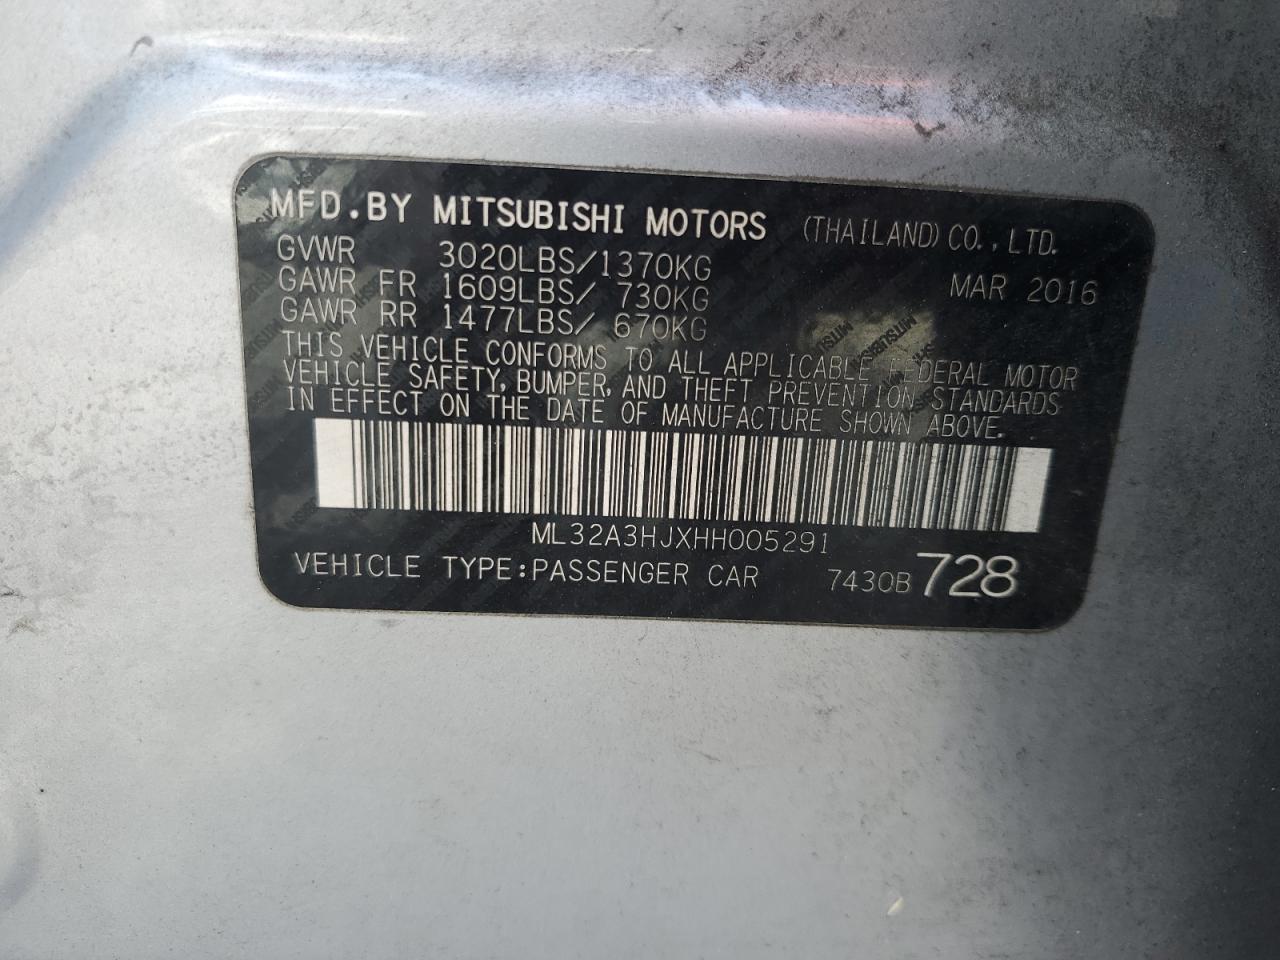 MFD.BY MITSUBISHI MOTORS (THAILAND) CO., LTD.
GVWR 3020LBS/1370KG MAR 2016
GAWR FR 1609LBS/ 730KG
GAWR RR 1477LBS/ 670KG
THIS VEHICLE CONFORMS TO ALL APPLICABLE FEDERAL MOTOR
VEHICLE SAFETY, BUMPER, AND THEFT PREVENTION STANDARDS
IN EFFECT ON THE DATE OF MANUFACTURE SHOWN ABOVE.
ML32A3HJXHH005291
VEHICLE TYPE:PASSENGER CAR 7430B 728